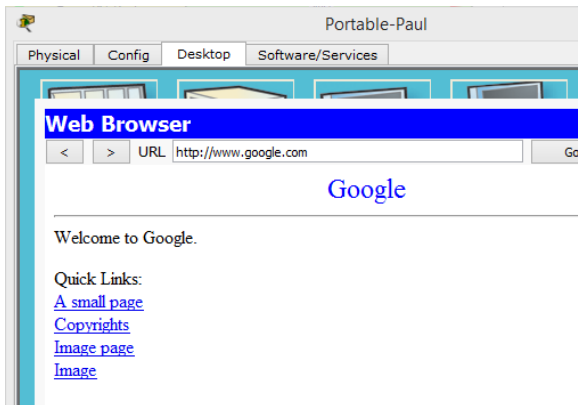 Portable-Paul
Physical Config Desktop Software/Services
Web Browser
< > URL http://www.google.com Go
Google
Welcome to Google.
Quick Links:
A small page
Copyrights
Image page
Image